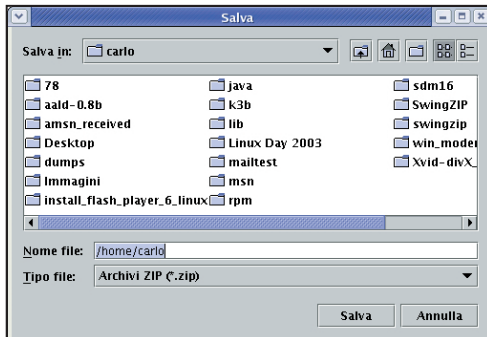 Salva
Salva in: carlo
78 java sdm16
aald-0.8b k3b SwingZIP
amsn_received lib swingzip
Desktop Linux Day 2003 win_moder
dumps mailtest Xvid-divX_
Immagini msn
install_flash_player_6_linux rpm
Nome file: /home/carlo
Tipo file: Archivi ZIP (*.zip)
Salva Annulla